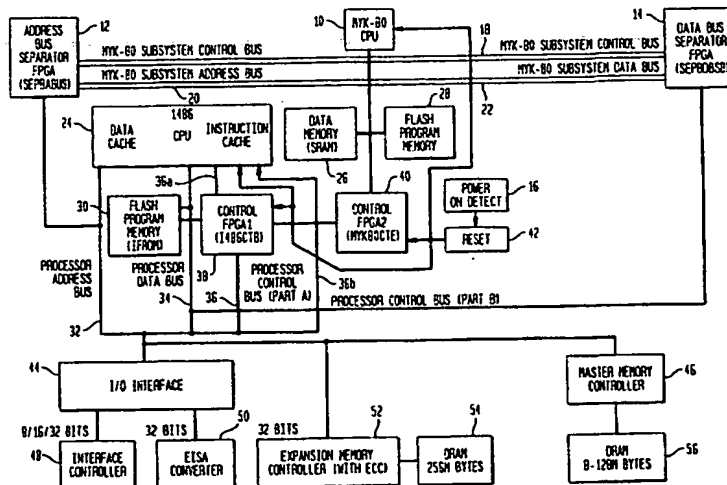 ADDRESS
BUS
SEPARATOR
FPGA
(SEPBABUS)
12
10
MYK-80
CPU
14
DATA BUS
SEPARATOR
FPGA
(SEPBDBSB)
MYK-80 SUBSYSTEM CONTROL BUS
18
MYK-80 SUBSYSTEM CONTROL BUS
MYK-80 SUBSYSTEM ADDRESS BUS
MYK-80 SUBSYSTEM DATA BUS
20
22
24
1486
DATA
CACHE
CPU
INSTRUCTION
CACHE
DATA
MEMORY
(SRAM)
26
28
FLASH
PROGRAM
MEMORY
36a
30
FLASH
PROGRAM
MEMORY
(IFROM)
CONTROL
FPGA1
(I486CTB)
38
40
CONTROL
FPGA2
(MYK80CTE)
POWER
ON DETECT
16
RESET
42
PROCESSOR
ADDRESS
BUS
32
PROCESSOR
DATA BUS
34
36
PROCESSOR
CONTROL
BUS (PART A)
36b
PROCESSOR CONTROL BUS (PART B)
44
I/O INTERFACE
MASTER MEMORY
CONTROLLER
46
8/16/32 BITS
32 BITS
50
32 BITS
52
54
48
INTERFACE
CONTROLLER
EISA
CONVERTER
EXPANSION MEMORY
CONTROLLER (WITH ECC)
DRAM
256M BYTES
DRAM
8-128M BYTES
56